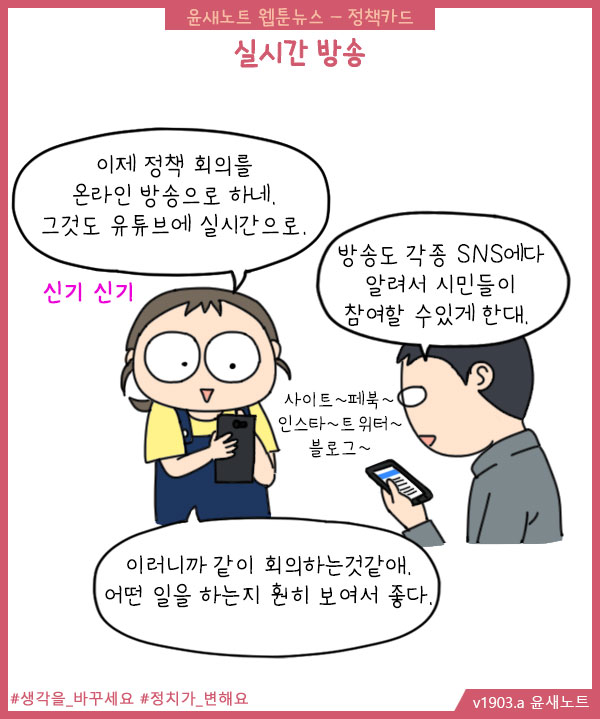 윤새노트 웹툰뉴스 - 정책카드
실시간 방송
이제 정책 회의를
온라인 방송으로 하네.
그것도 유튜브에 실시간으로.
신기 신기
방송도 각종 SNS에다
알려서 시민들이
참여할 수있게 한대.
사이트~페북~
인스타~트위터~
블로그~
이러니까 같이 회의하는것같애.
어떤 일을 하는지 훤히 보여서 좋다.
#생각을_바꾸세요 #정치가_변해요
v1903.a 윤새노트